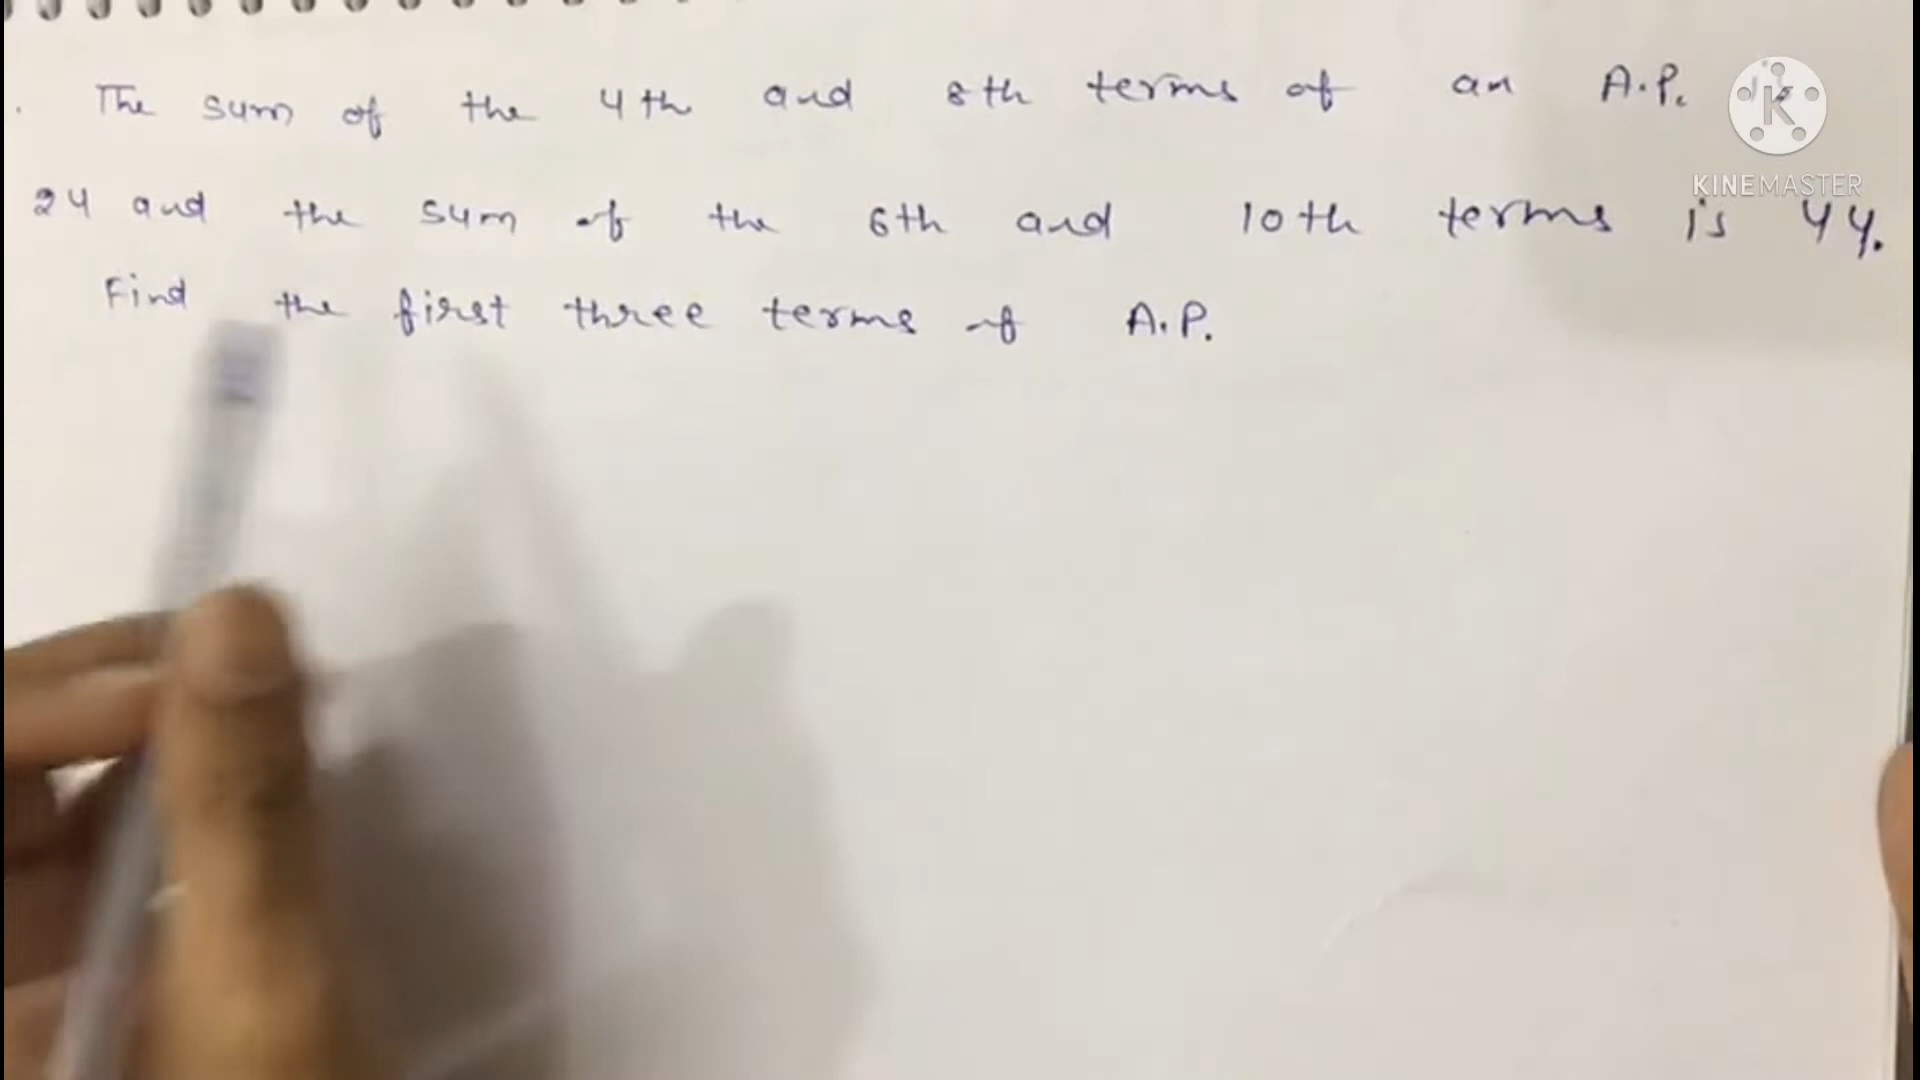 The sum of the 4th and 8th terms of an A.P. is
24 and the sum of the 6th and 10th terms is 44.
Find the first three terms of A.P.
KINEMASTER